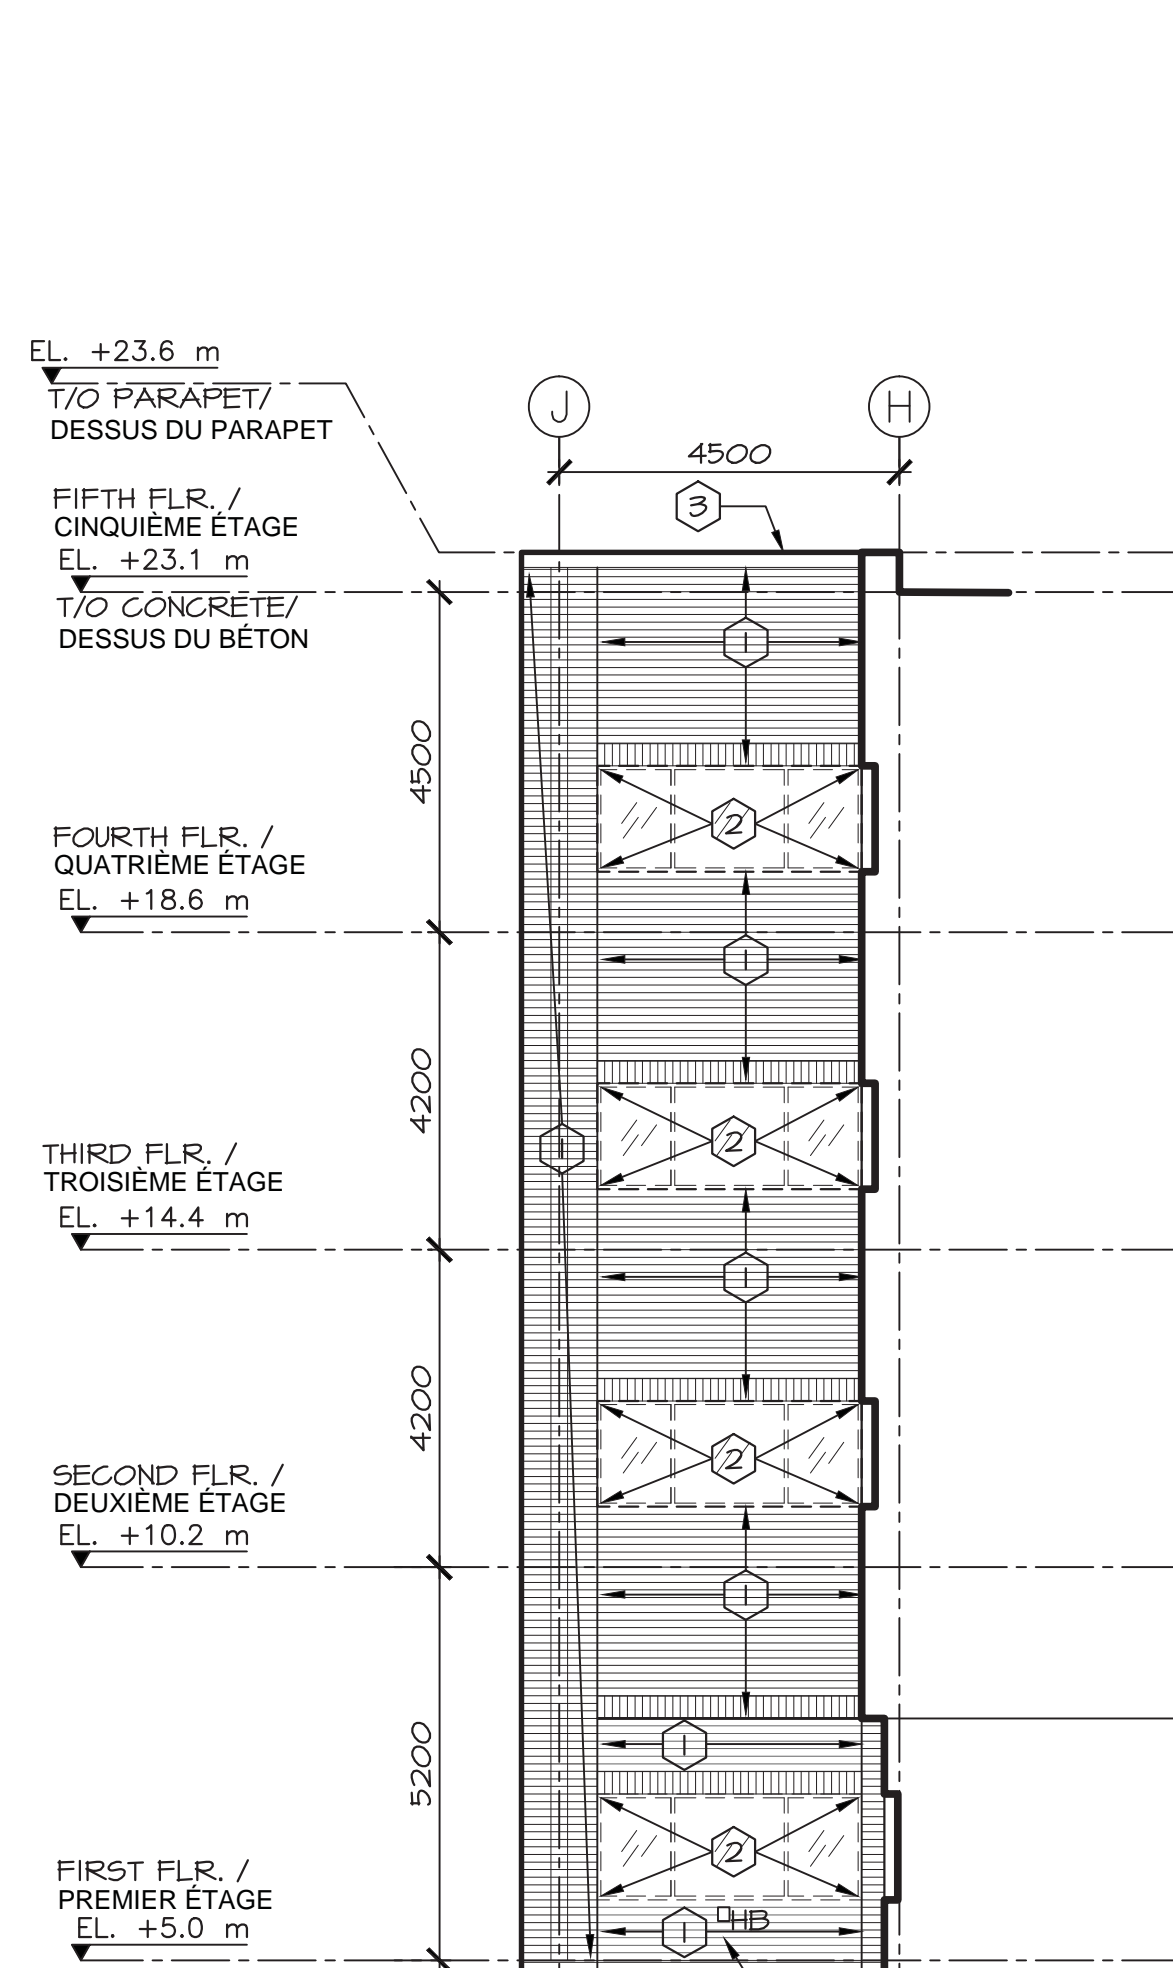 EL. +23.6 m
T/O PARAPET/
DESSUS DU PARAPET
J
H
4500
3
FIFTH FLR. /
CINQUIÈME ÉTAGE
EL. +23.1 m
T/O CONCRETE/
DESSUS DU BÉTON
1
4500
2
FOURTH FLR. /
QUATRIÈME ÉTAGE
EL. +18.6 m
1
4200
2
1
THIRD FLR. /
TROISIÈME ÉTAGE
EL. +14.4 m
1
4200
2
SECOND FLR. /
DEUXIÈME ÉTAGE
EL. +10.2 m
1
1
5200
2
FIRST FLR. /
PREMIER ÉTAGE
EL. +5.0 m
1
HB